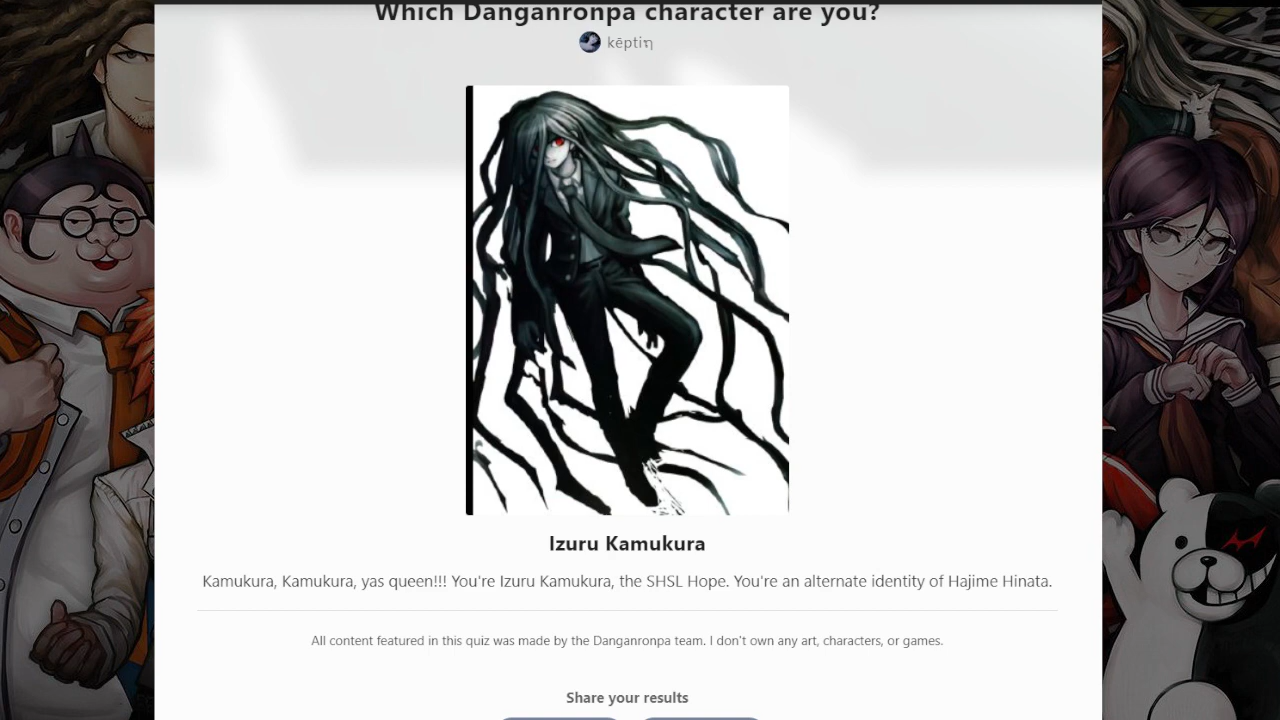 Which Danganronpa character are you?
kēptiη
Izuru Kamukura
Kamukura, Kamukura, yas queen!!! You're Izuru Kamukura, the SHSL Hope. You're an alternate identity of Hajime Hinata.
All content featured in this quiz was made by the Danganronpa team. I don't own any art, characters, or games.
Share your results